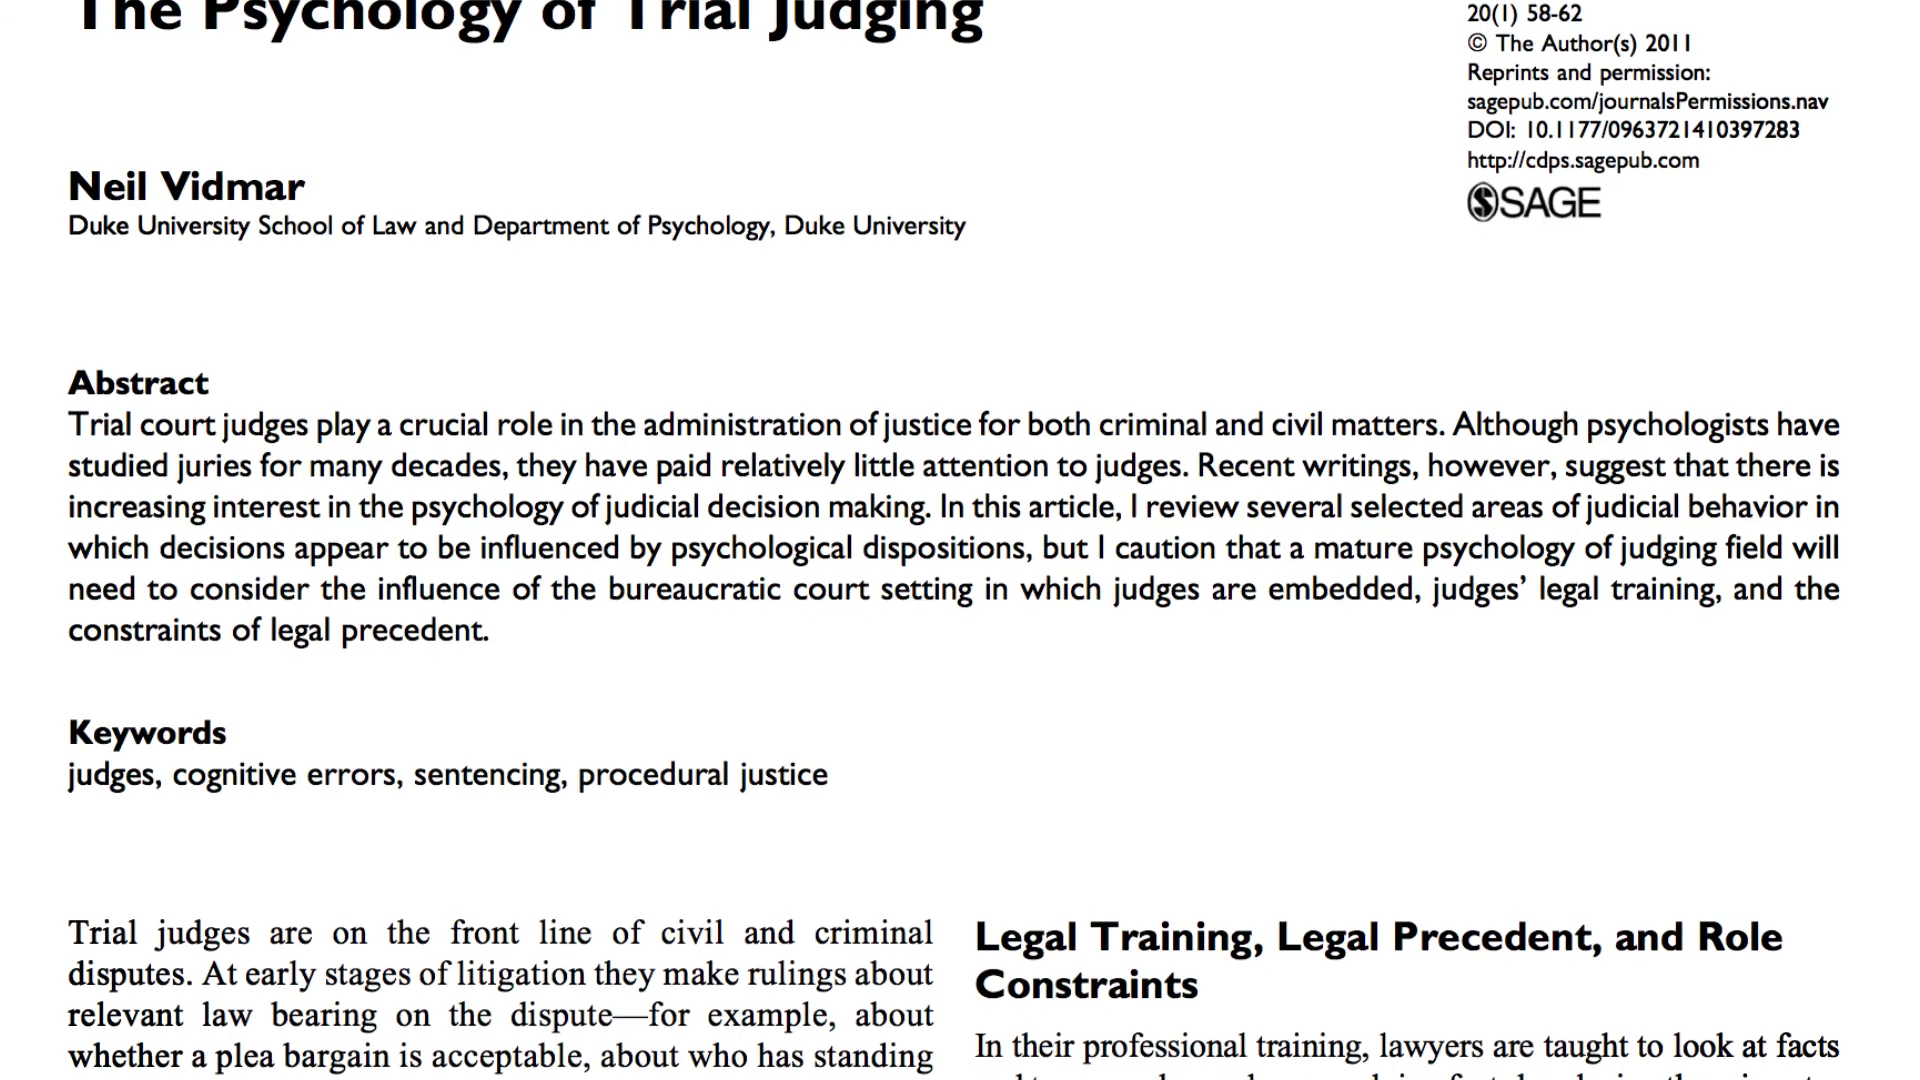 The Psychology of Trial Judging
20(1) 58-62
© The Author(s) 2011
Reprints and permission:
sagepub.com/journalsPermissions.nav
DOI: 10.1177/0963721410397283
http://cdps.sagepub.com
SAGE
Neil Vidmar
Duke University School of Law and Department of Psychology, Duke University
Abstract
Trial court judges play a crucial role in the administration of justice for both criminal and civil matters. Although psychologists have
studied juries for many decades, they have paid relatively little attention to judges. Recent writings, however, suggest that there is
increasing interest in the psychology of judicial decision making. In this article, I review several selected areas of judicial behavior in
which decisions appear to be influenced by psychological dispositions, but I caution that a mature psychology of judging field will
need to consider the influence of the bureaucratic court setting in which judges are embedded, judges’ legal training, and the
constraints of legal precedent.
Keywords
judges, cognitive errors, sentencing, procedural justice
Trial judges are on the front line of civil and criminal
disputes. At early stages of litigation they make rulings about
relevant law bearing on the dispute—for example, about
whether a plea bargain is acceptable, about who has standing
Legal Training, Legal Precedent, and Role
Constraints
In their professional training, lawyers are taught to look at facts